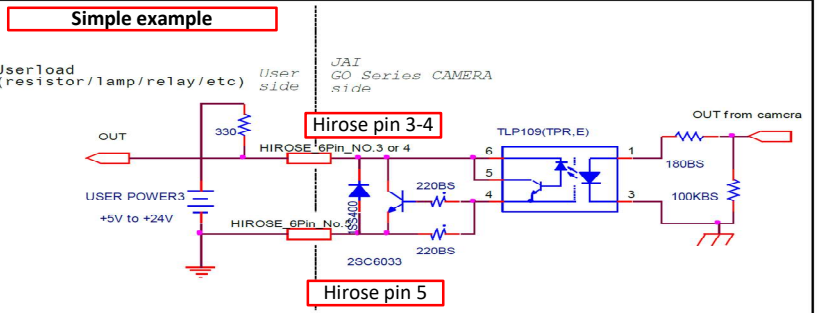 Simple example
Userload
(resistor/lamp/relay/etc)
User
side
JAI
GO Series CAMERA
side
OUT
330
Hirose pin 3-4
HIROSE_6Pin_NO.3 or 4
TLP109(TPR,E)
OUT from camera
6
5
4
1
3
180BS
100KBS
220BS
USER POWER3
+5V to +24V
HIROSE_6Pin_No.
1SS400
220BS
2SC6033
Hirose pin 5